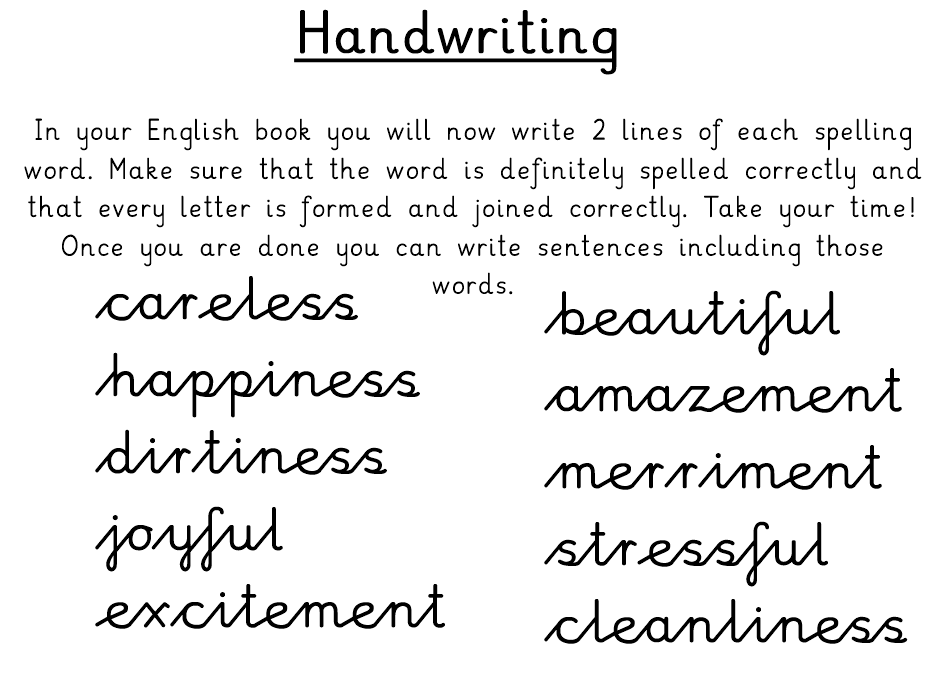 Handwriting
In your English book you will now write 2 lines of each spelling
word. Make sure that the word is definitely spelled correctly and
that every letter is formed and joined correctly. Take your time!
Once you are done you can write sentences including those
words.
careless
happiness
dirtiness
joyful
excitement
beautiful
amazement
merriment
stressful
cleanliness